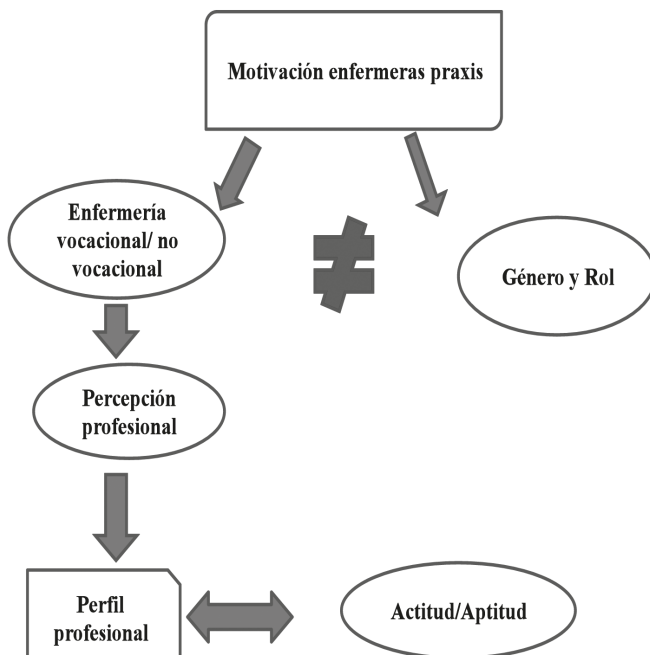 Motivación enfermeras praxis
Enfermería
vocacional/ no
vocacional
Género y Rol
Percepción
profesional
Perfil
profesional
Actitud/Aptitud